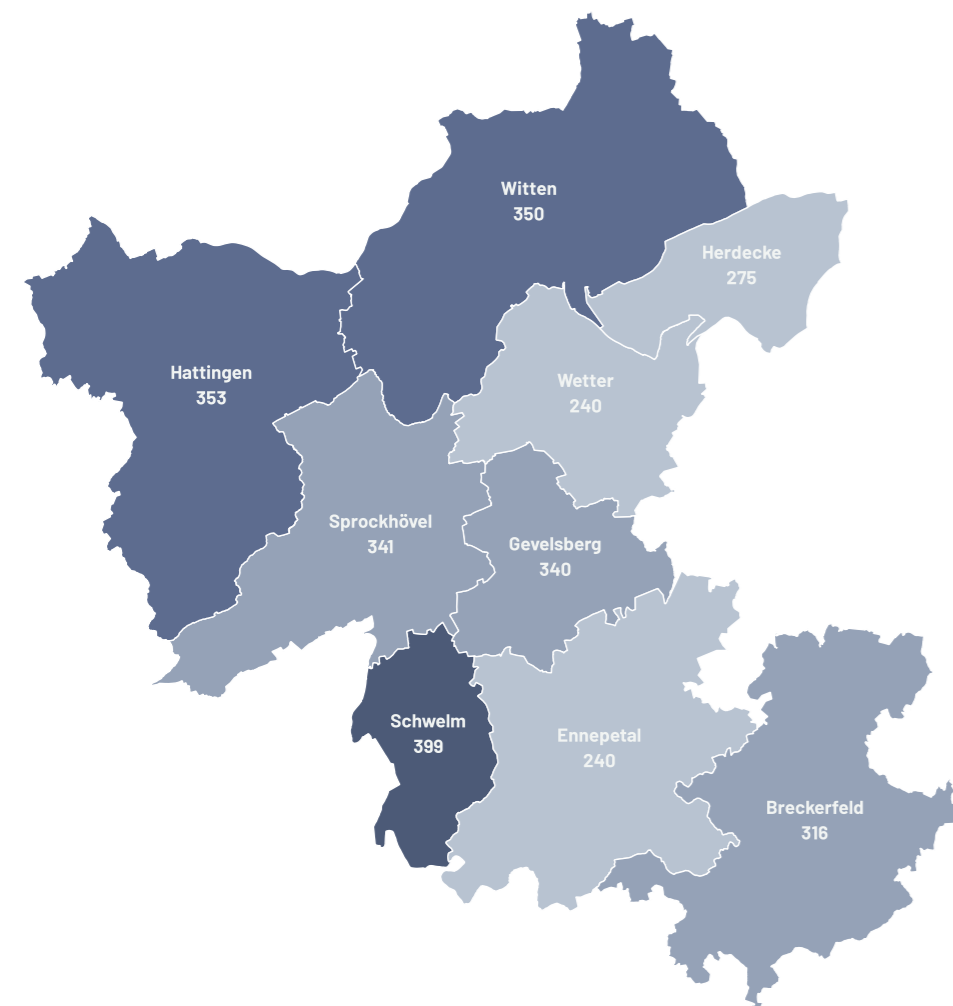 Witten
350
Herdecke
275
Hattingen
353
Wetter
240
Sprockhövel
341
Gevelsberg
340
Schwelm
399
Ennepetal
240
Breckerfeld
316